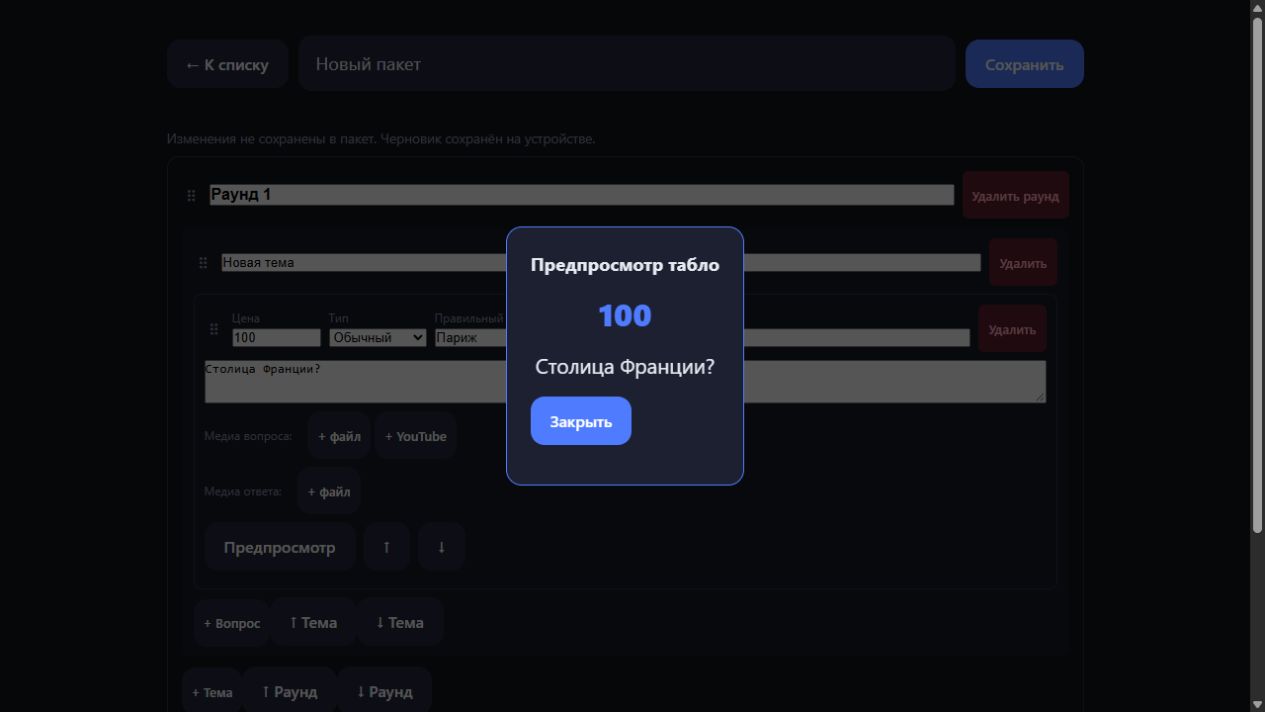 ← К списку
Новый пакет
Сохранить
Изменения не сохранены в пакет. Черновик сохранён на устройстве.
Раунд 1
Удалить раунд
Новая тема
Удалить
Предпросмотр табло
100
Столица Франции?
Закрыть
Цена
Тип
Правильный
100
Обычный
Париж
Удалить
Столица Франции?
Медиа вопроса:
+ файл
+ YouTube
Медиа ответа:
+ файл
Предпросмотр
↑
↓
+ Вопрос
↑ Тема
↓ Тема
+ Тема
↑ Раунд
↓ Раунд